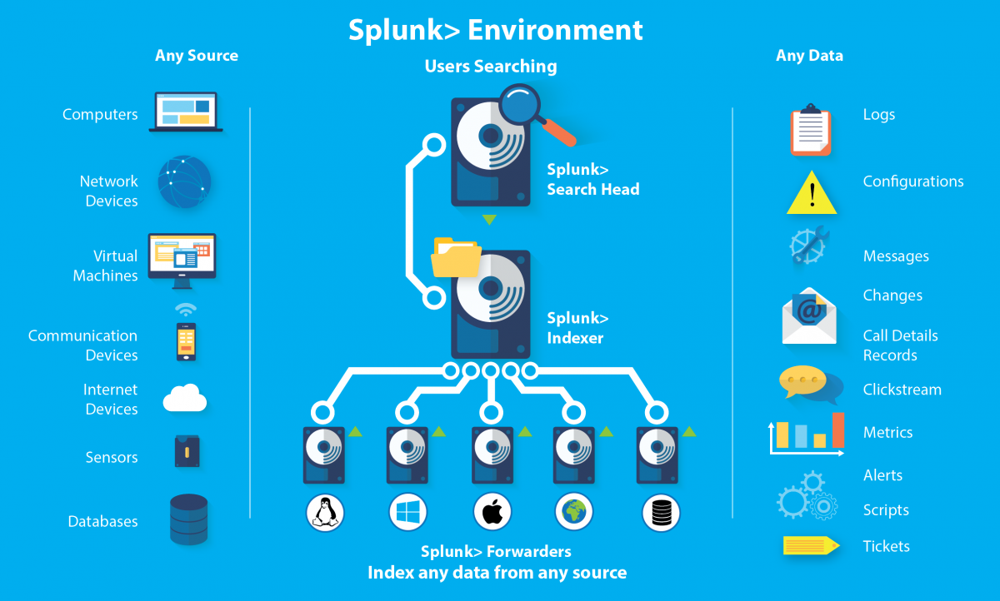 Splunk> Environment
Any Source
Users Searching
Any Data
Computers
Network
Devices
Virtual
Machines
Communication
Devices
Internet
Devices
Sensors
Databases
Splunk>
Search Head
Splunk>
Indexer
@
Splunk> Forwarders
Index any data from any source
!
Logs
Configurations
Messages
Changes
Call Details
Records
Clickstream
Metrics
Alerts
Scripts
Tickets